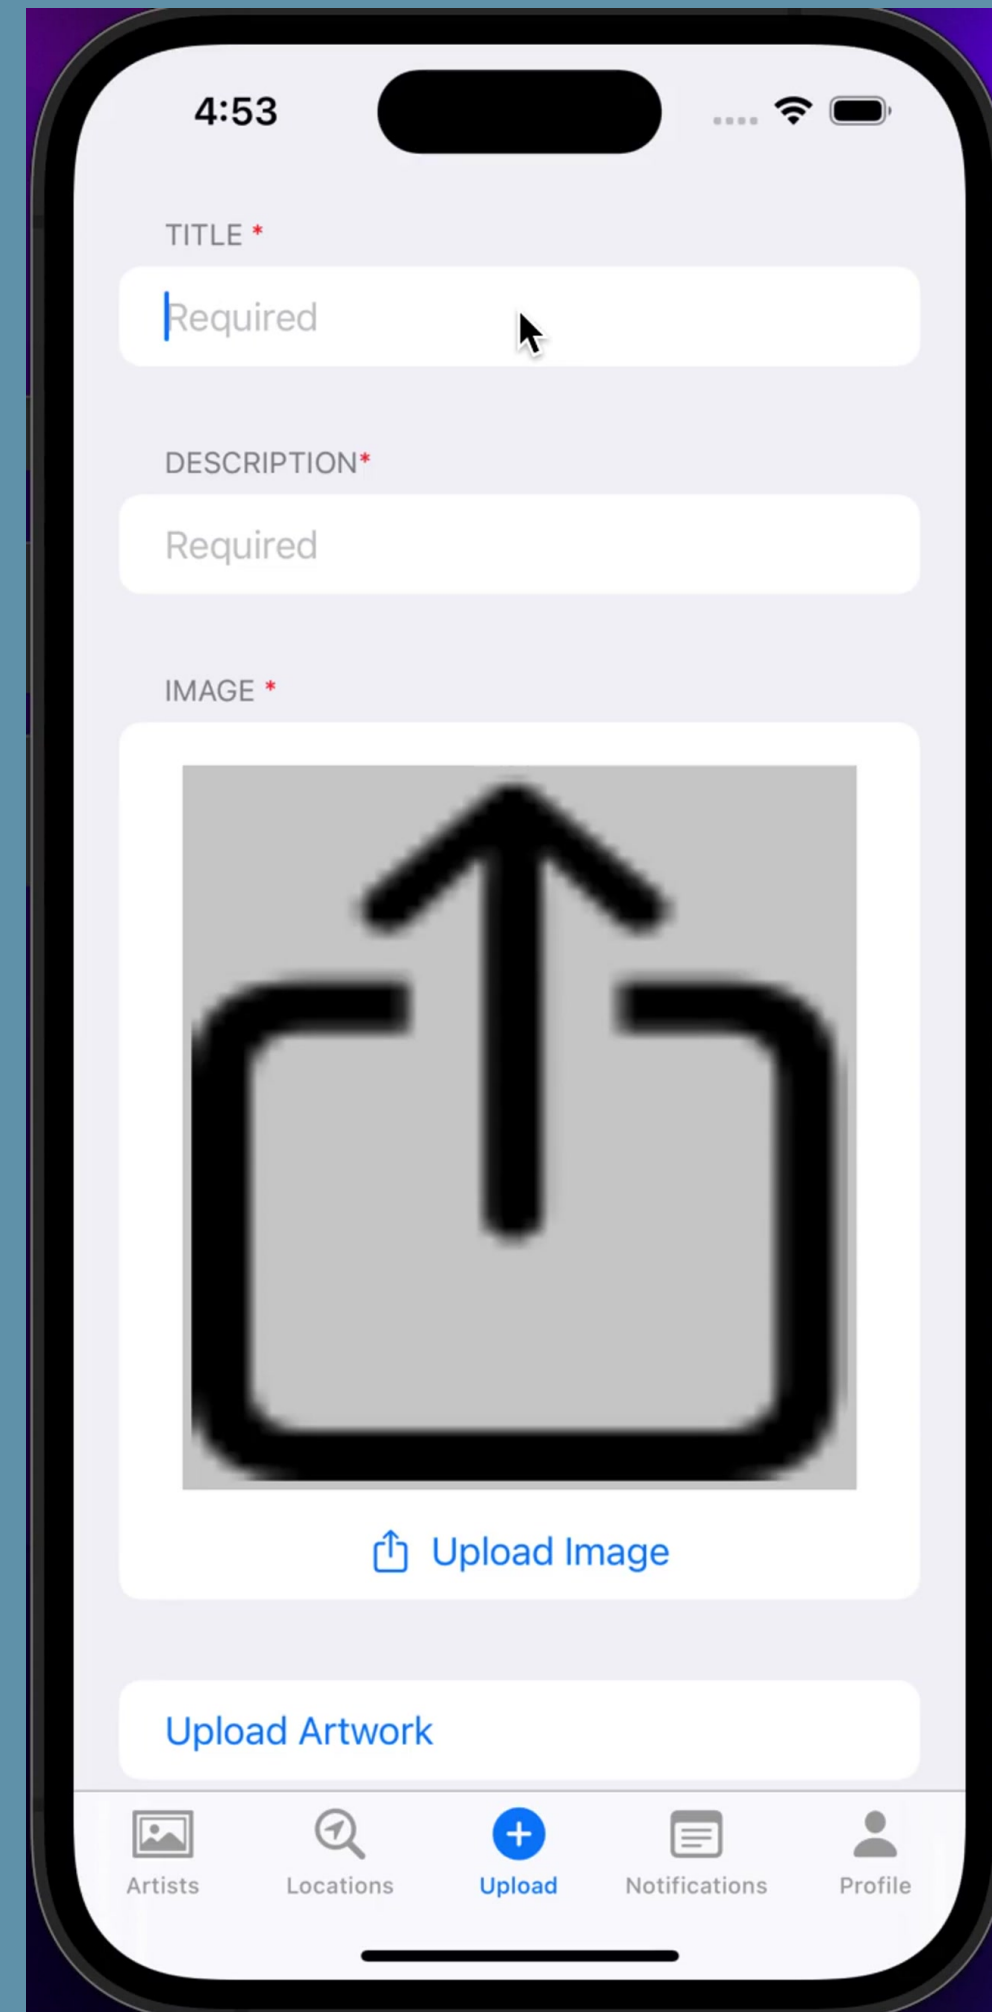 4:53
TITLE *
Required
DESCRIPTION*
Required
IMAGE *
Upload Image
Upload Artwork
Artists
Locations
Upload
Notifications
Profile